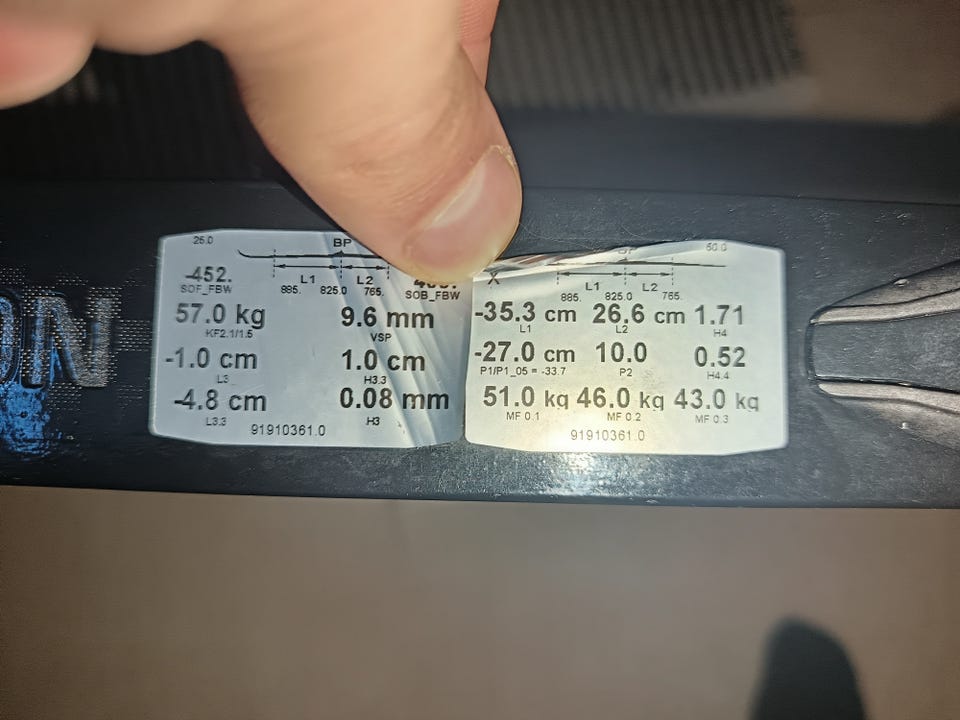 ON
26.0
BP
L1
L2
885.
825.0
765.
-452.
SOF_FBW
SOB_FBW
57.0 kg
KF2.1/1.5
9.6 mm
VSP
-1.0 cm
L3
1.0 cm
H3.3
-4.8 cm
L3.3
0.08 mm
H3
91910361.0
60.0
X
BP
L1
L2
885.
825.0
765.
-35.3 cm
L1
26.6 cm
L2
1.71
H4
-27.0 cm
P1/P1_05 = -33.7
10.0
P2
0.52
H4.4
51.0 kg
MF 0.1
46.0 kg
MF 0.2
43.0 kg
MF 0.3
91910361.0